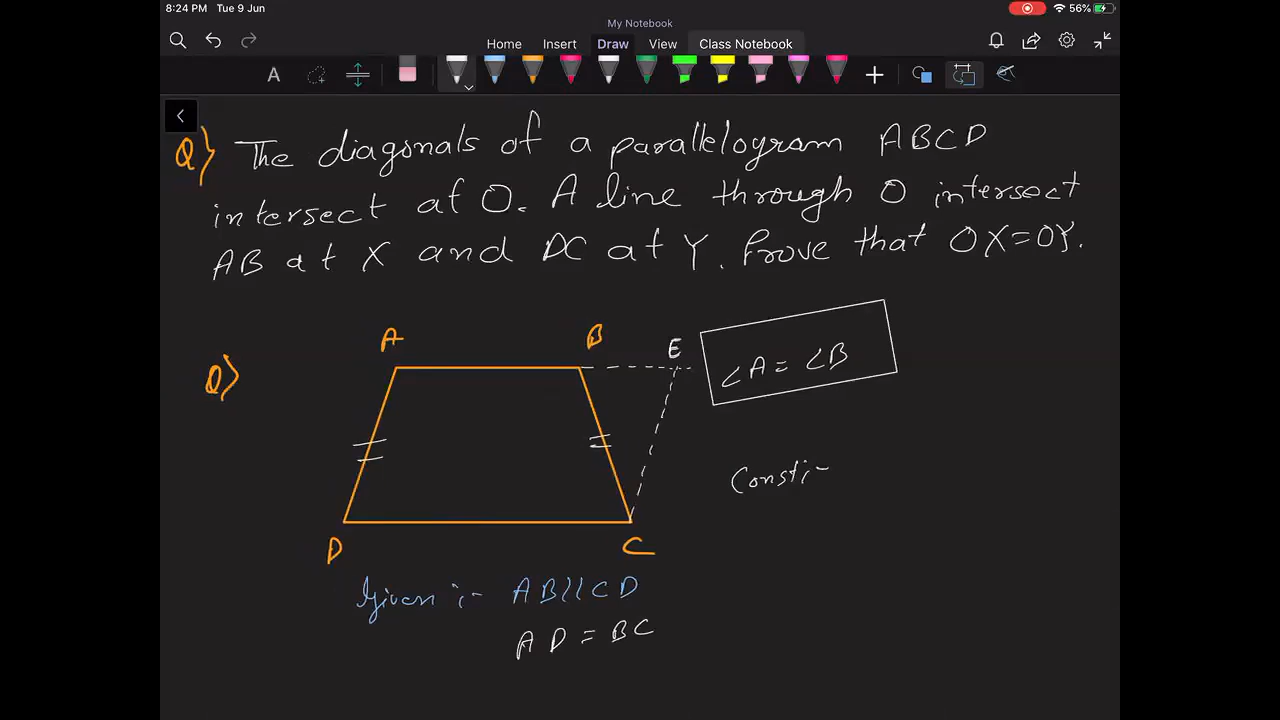 8:24 PM Tue 9 Jun
56%
My Notebook
Home Insert Draw View Class Notebook
A
Q) The diagonals of a parallelogram ABCD
intersect at O. A line through O intersect
AB at X and DC at Y. Prove that OX=OY.
Q)
A B E
∠A = ∠B
Const:-
D C
Given :- AB||CD
AD = BC